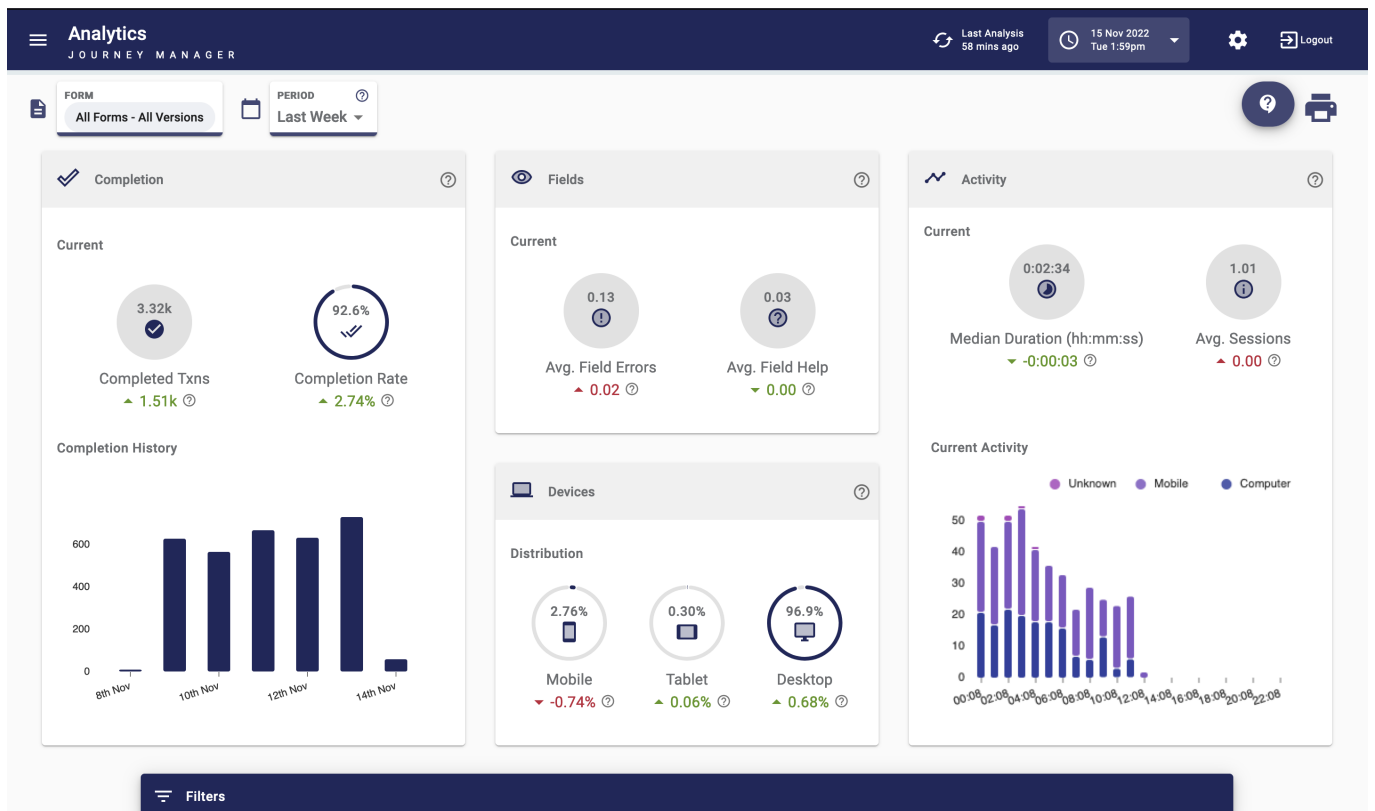 Analytics
JOURNEY MANAGER
Last Analysis
58 mins ago
15 Nov 2022
Tue 1:59pm
Logout
FORM
All Forms - All Versions
PERIOD
Last Week
Completion
Current
3.32k
92.6%
Completed Txns
Completion Rate
1.51k
2.74%
Completion History
600
400
200
0
8th Nov
10th Nov
12th Nov
14th Nov
Fields
Current
0.13
0.03
Avg. Field Errors
Avg. Field Help
0.02
0.00
Devices
Distribution
2.76%
0.30%
96.9%
Mobile
Tablet
Desktop
-0.74%
0.06%
0.68%
Activity
Current
0:02:34
1.01
Median Duration (hh:mm:ss)
Avg. Sessions
-0:00:03
0.00
Current Activity
Unknown
Mobile
Computer
50
40
30
20
10
0
00:08
02:08
04:08
06:08
08:08
10:08
12:08
14:08
16:08
18:08
20:08
22:08
Filters